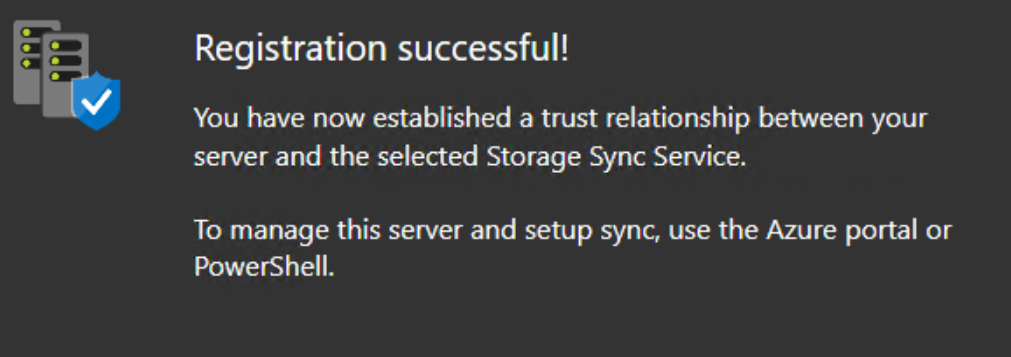 Registration successful!
You have now established a trust relationship between your
server and the selected Storage Sync Service.
To manage this server and setup sync, use the Azure portal or
PowerShell.